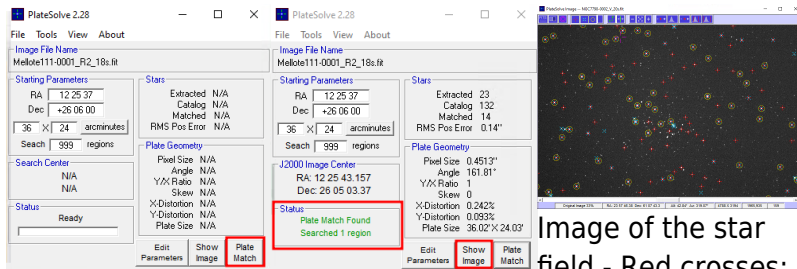 PlateSolve 2.28
File Tools View About
Image File Name
Mellote111-0001_R2_18s.fit
Starting Parameters
RA 12 25 37
Dec +26 06 00
36 X 24 arcminutes
Seach 999 regions
Search Center
N/A
N/A
Status
Ready
Stars
Extracted N/A
Catalog N/A
Matched N/A
RMS Pos Error N/A
Plate Geometry
Pixel Size N/A
Angle N/A
Y/X Ratio N/A
Skew N/A
X-Distortion N/A
Y-Distortion N/A
Plate Size N/A
Edit Parameters
Show Image
Plate Match
PlateSolve 2.28
File Tools View About
Image File Name
Mellote111-0001_R2_18s.fit
Starting Parameters
RA 12 25 37
Dec +26 06 00
36 X 24 arcminutes
Seach 999 regions
J2000 Image Center
RA: 12 25 43.157
Dec: 26 05 03.37
Status
Plate Match Found
Searched 1 region
Stars
Extracted 23
Catalog 132
Matched 14
RMS Pos Error 0.14"
Plate Geometry
Pixel Size 0.4513"
Angle 161.81°
Y/X Ratio 1
Skew 0
X-Distortion 0.242%
Y-Distortion 0.093%
Plate Size 36.02' X 24.03'
Edit Parameters
Show Image
Plate Match
Image of the star
field - Red crosses: